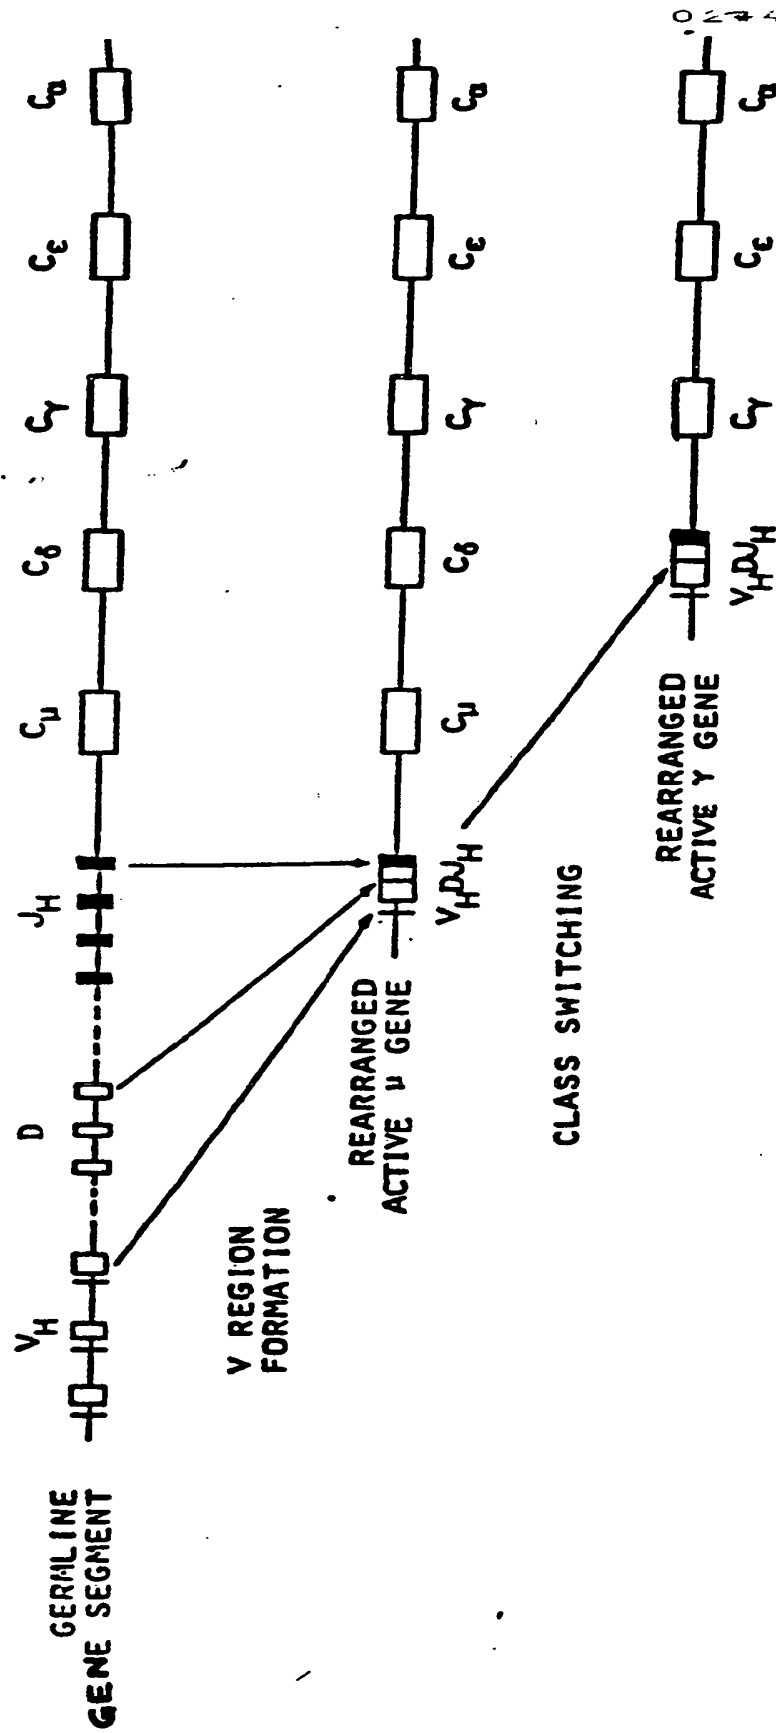 GERMLINE
GENE SEGMENT
V_H D J_H C_μ C_δ C_γ C_ε C_α
V REGION
FORMATION
REARRANGED
ACTIVE μ GENE
V_HDJ_H C_μ C_δ C_γ C_ε C_α
CLASS SWITCHING
REARRANGED
ACTIVE γ GENE
V_HDJ_H C_γ C_ε C_α